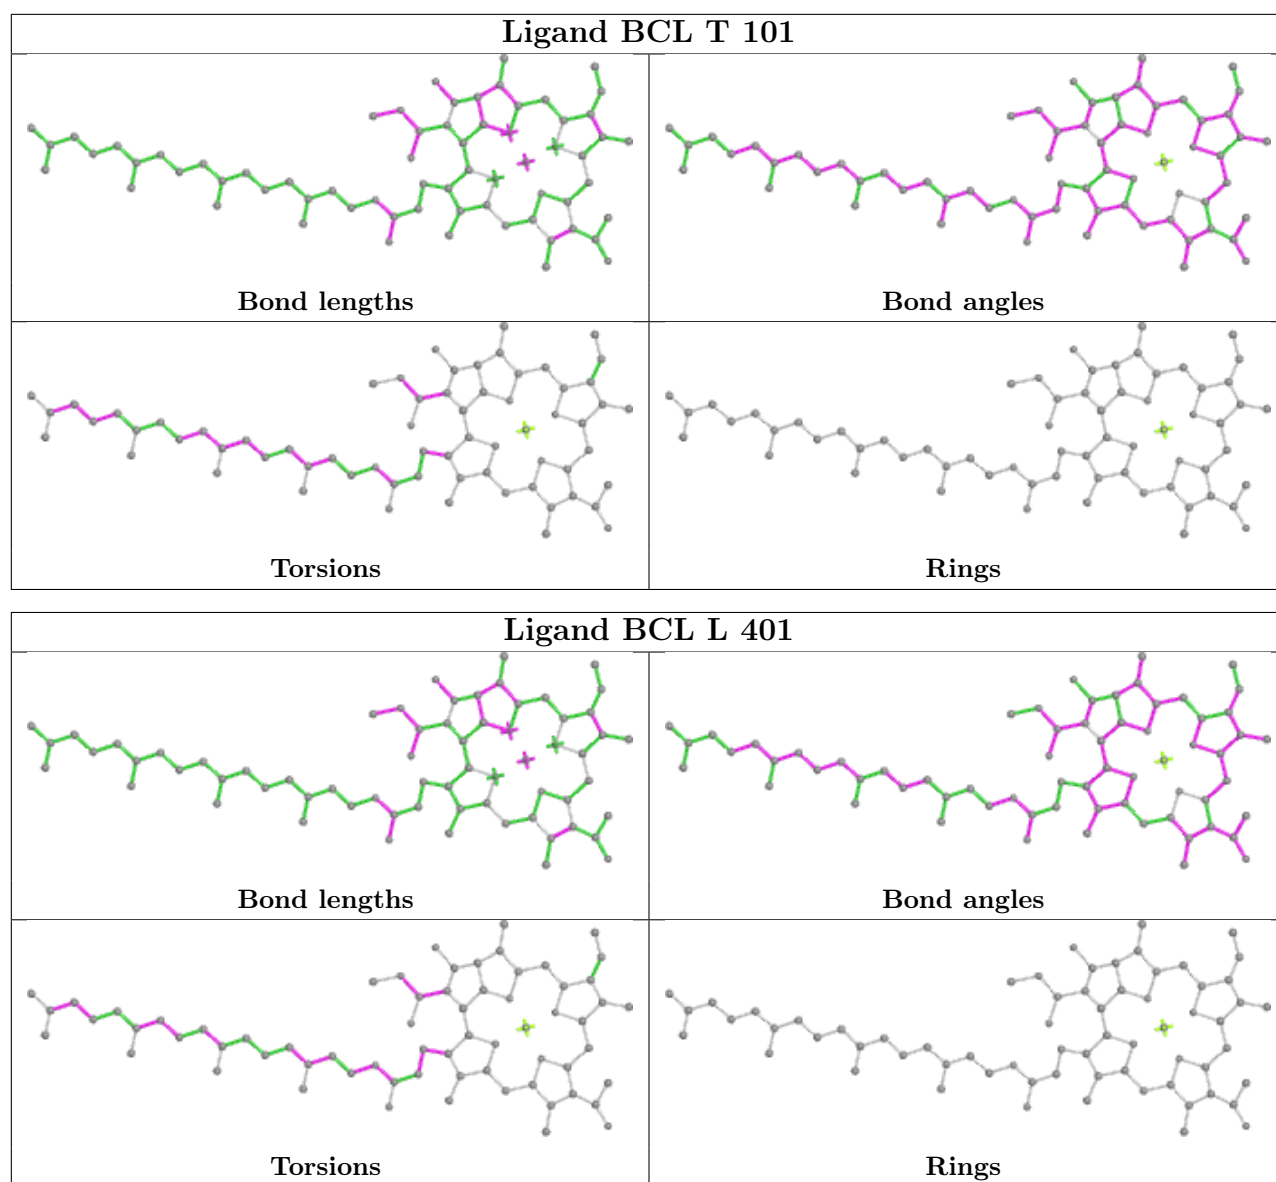 Ligand BCL T 101
Bond lengths
Bond angles
Torsions
Rings
Ligand BCL L 401
Bond lengths
Bond angles
Torsions
Rings